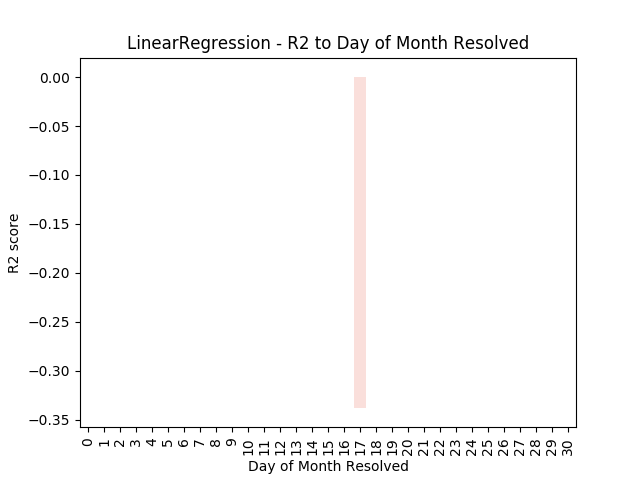 LinearRegression - R2 to Day of Month Resolved
0.00
−0.05
−0.10
−0.15
−0.20
−0.25
−0.30
−0.35
R2 score
0 1 2 3 4 5 6 7 8 9 10 11 12 13 14 15 16 17 18 19 20 21 22 23 24 25 26 27 28 29 30
Day of Month Resolved